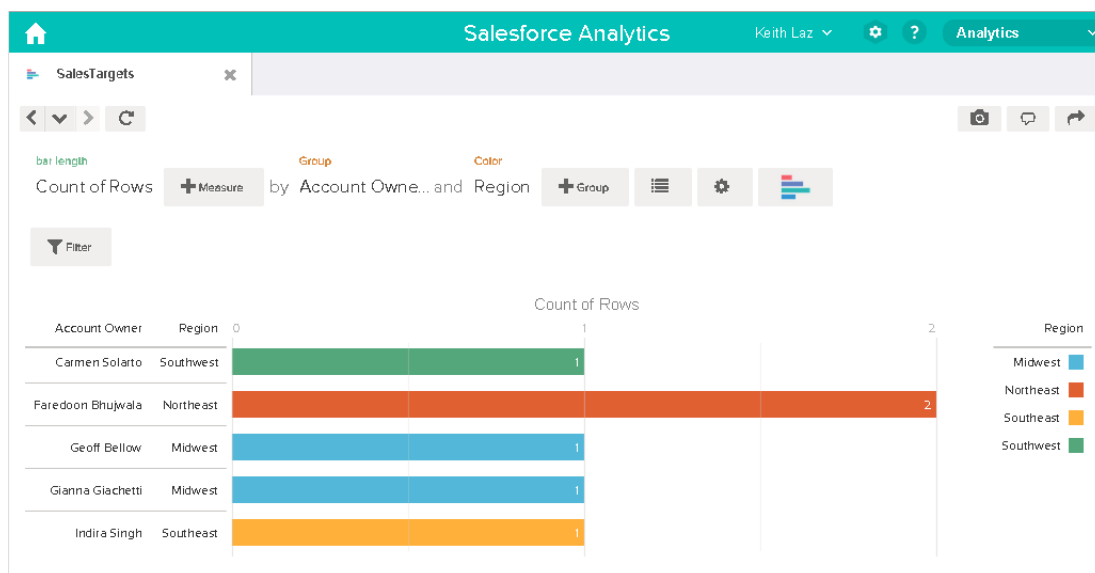 Salesforce Analytics
Keith Laz
?
Analytics
SalesTargets
bar length
Group
Color
Count of Rows
Measure
by
Account Owne...
and
Region
Group
Filter
Count of Rows
Account Owner
Region
0
1
2
Region
Carmen Solarto
Southwest
1
Midwest
Faredoon Bhujwala
Northeast
2
Northeast
Southeast
Geoff Bellow
Midwest
1
Southwest
Gianna Giachetti
Midwest
1
Indira Singh
Southeast
1